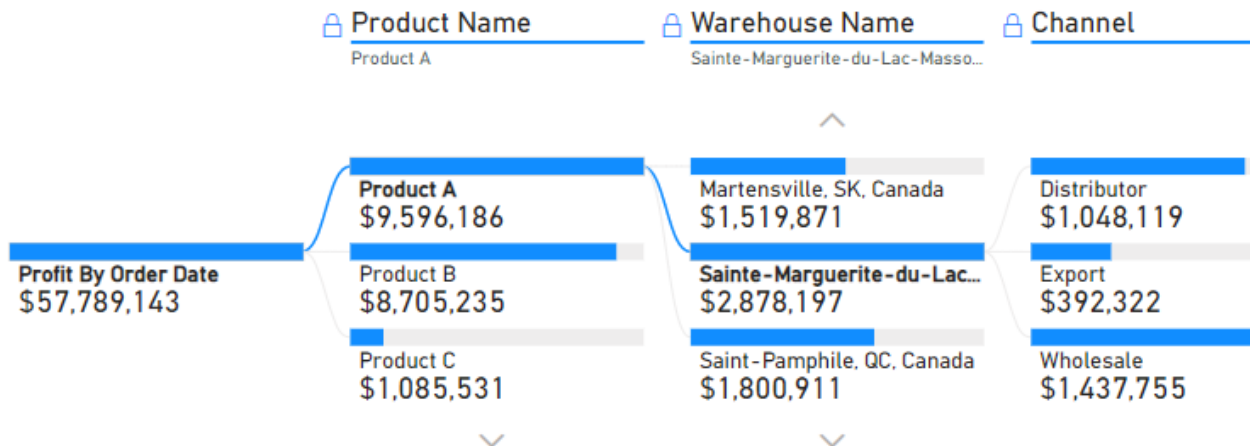 Product Name
Product A
Warehouse Name
Sainte-Marguerite-du-Lac-Masso...
Channel
Profit By Order Date
$57,789,143
Product A
$9,596,186
Product B
$8,705,235
Product C
$1,085,531
Martensville, SK, Canada
$1,519,871
Sainte-Marguerite-du-Lac...
$2,878,197
Saint-Pamphile, QC, Canada
$1,800,911
Distributor
$1,048,119
Export
$392,322
Wholesale
$1,437,755